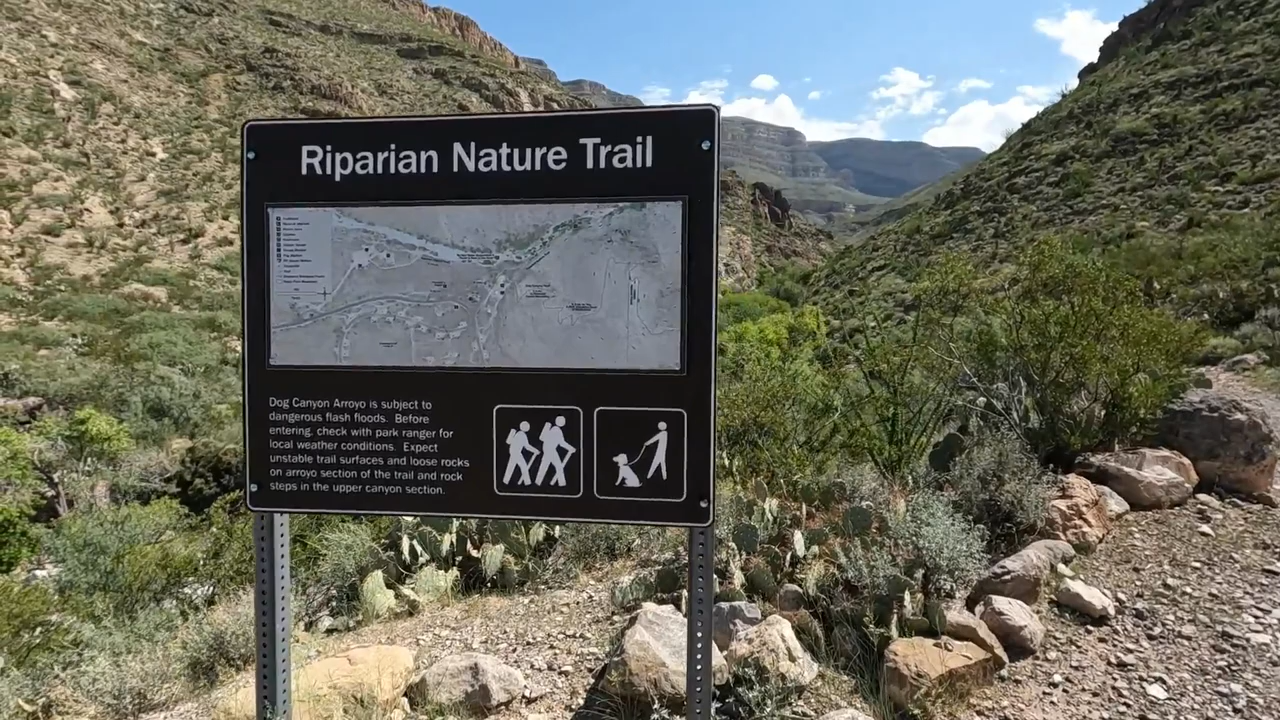 Riparian Nature Trail
Dog Canyon Arroyo is subject to
dangerous flash floods. Before
entering, check with park ranger for
local weather conditions. Expect
unstable trail surfaces and loose rocks
on arroyo section of the trail and rock
steps in the upper canyon section.